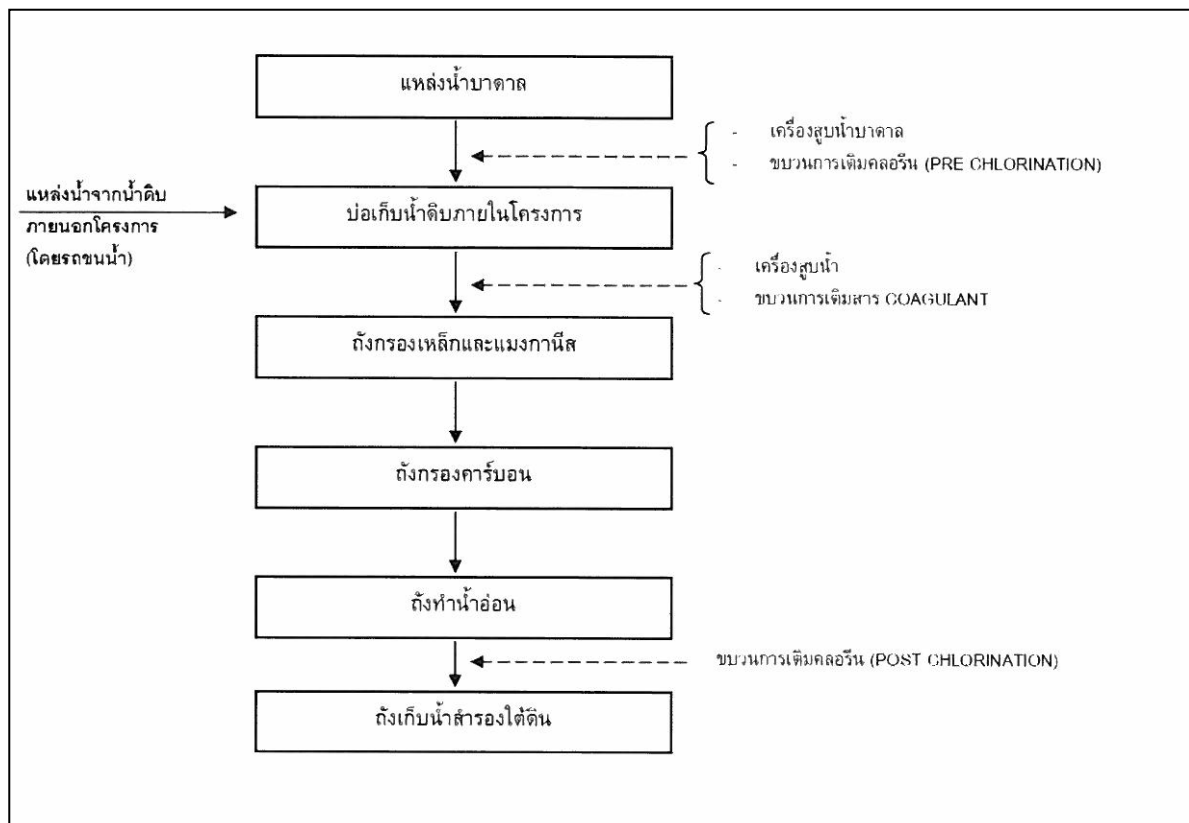 แหล่งน้ำบาดาล
- เครื่องสูบน้ำบาดาล
- ขบวนการเติมคลอรีน (PRE CHLORINATION)
แหล่งน้ำจากน้ำดิบ
ภายนอกโครงการ
(โดยรถขนน้ำ)
บ่อเก็บน้ำดิบภายในโครงการ
- เครื่องสูบน้ำ
- ขบวนการเติมสาร COAGULANT
ถังกรองเหล็กและแมงกานีส
ถังกรองคาร์บอน
ถังทำน้ำอ่อน
ขบวนการเติมคลอรีน (POST CHLORINATION)
ถังเก็บน้ำสำรองใต้ดิน